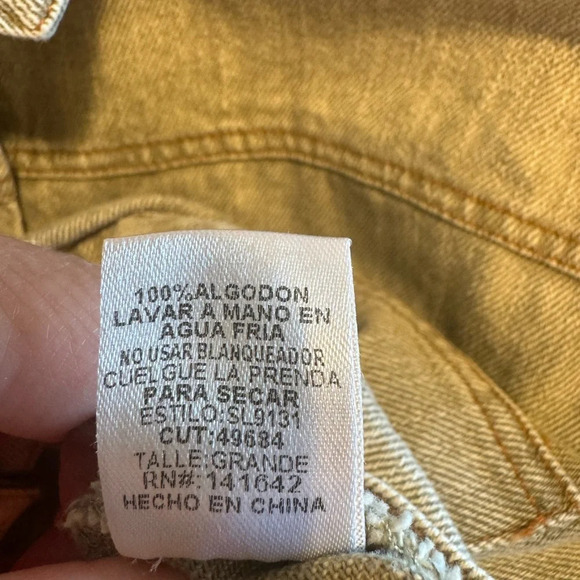 100%ALGODON
LAVAR A MANO EN
AGUA FRIA
NO USAR BLANQUEADOR
CUELGUE LA PRENDA
PARA SECAR
ESTILO:SL9131
CUT:49684
TALLE:GRANDE
RN#:141642
HECHO EN CHINA